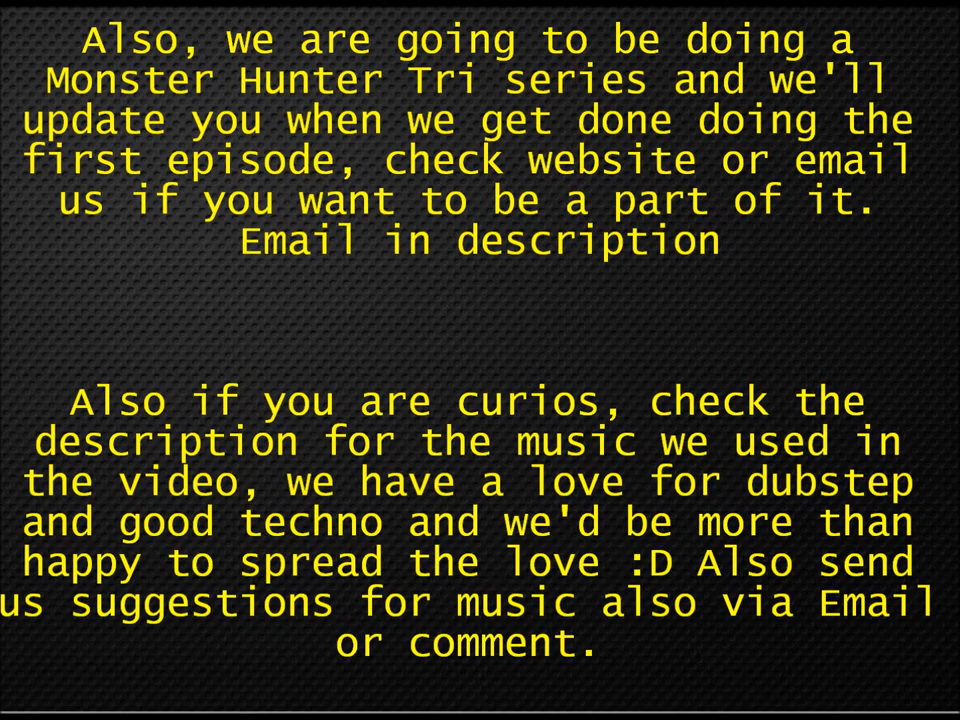 Also, we are going to be doing a
Monster Hunter Tri series and we'll
update you when we get done doing the
first episode, check website or email
us if you want to be a part of it.
Email in description
Also if you are curios, check the
description for the music we used in
the video, we have a love for dubstep
and good techno and we'd be more than
happy to spread the love :D Also send
us suggestions for music also via Email
or comment.